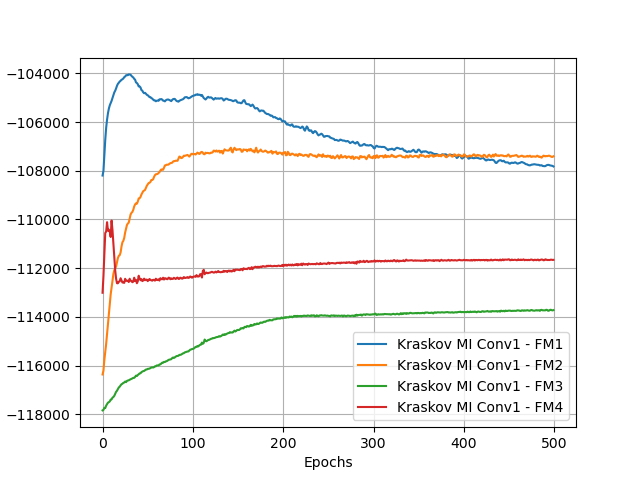 −104000
−106000
−108000
−110000
−112000
−114000
−116000
−118000
0 100 200 300 400 500
Epochs
Kraskov MI Conv1 - FM1
Kraskov MI Conv1 - FM2
Kraskov MI Conv1 - FM3
Kraskov MI Conv1 - FM4